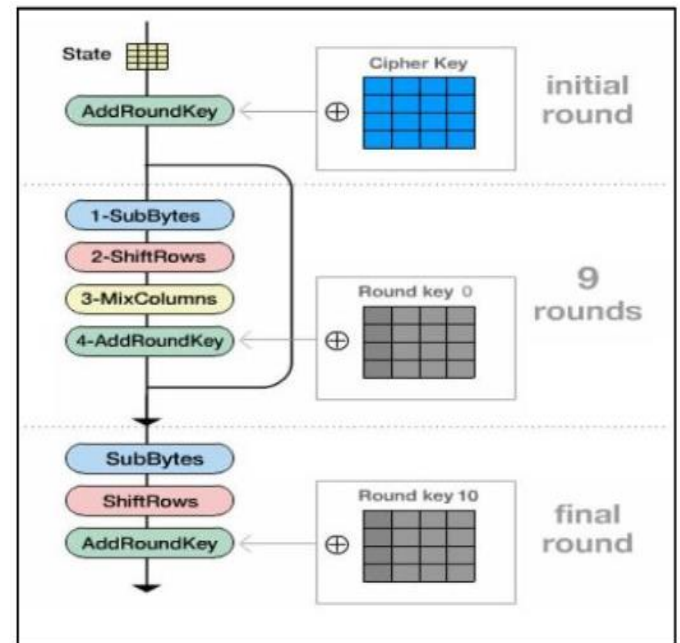 State
Cipher Key
AddRoundKey
initial
round
1-SubBytes
2-ShiftRows
3-MixColumns
4-AddRoundKey
Round key 0
9
rounds
SubBytes
ShiftRows
AddRoundKey
Round key 10
final
round